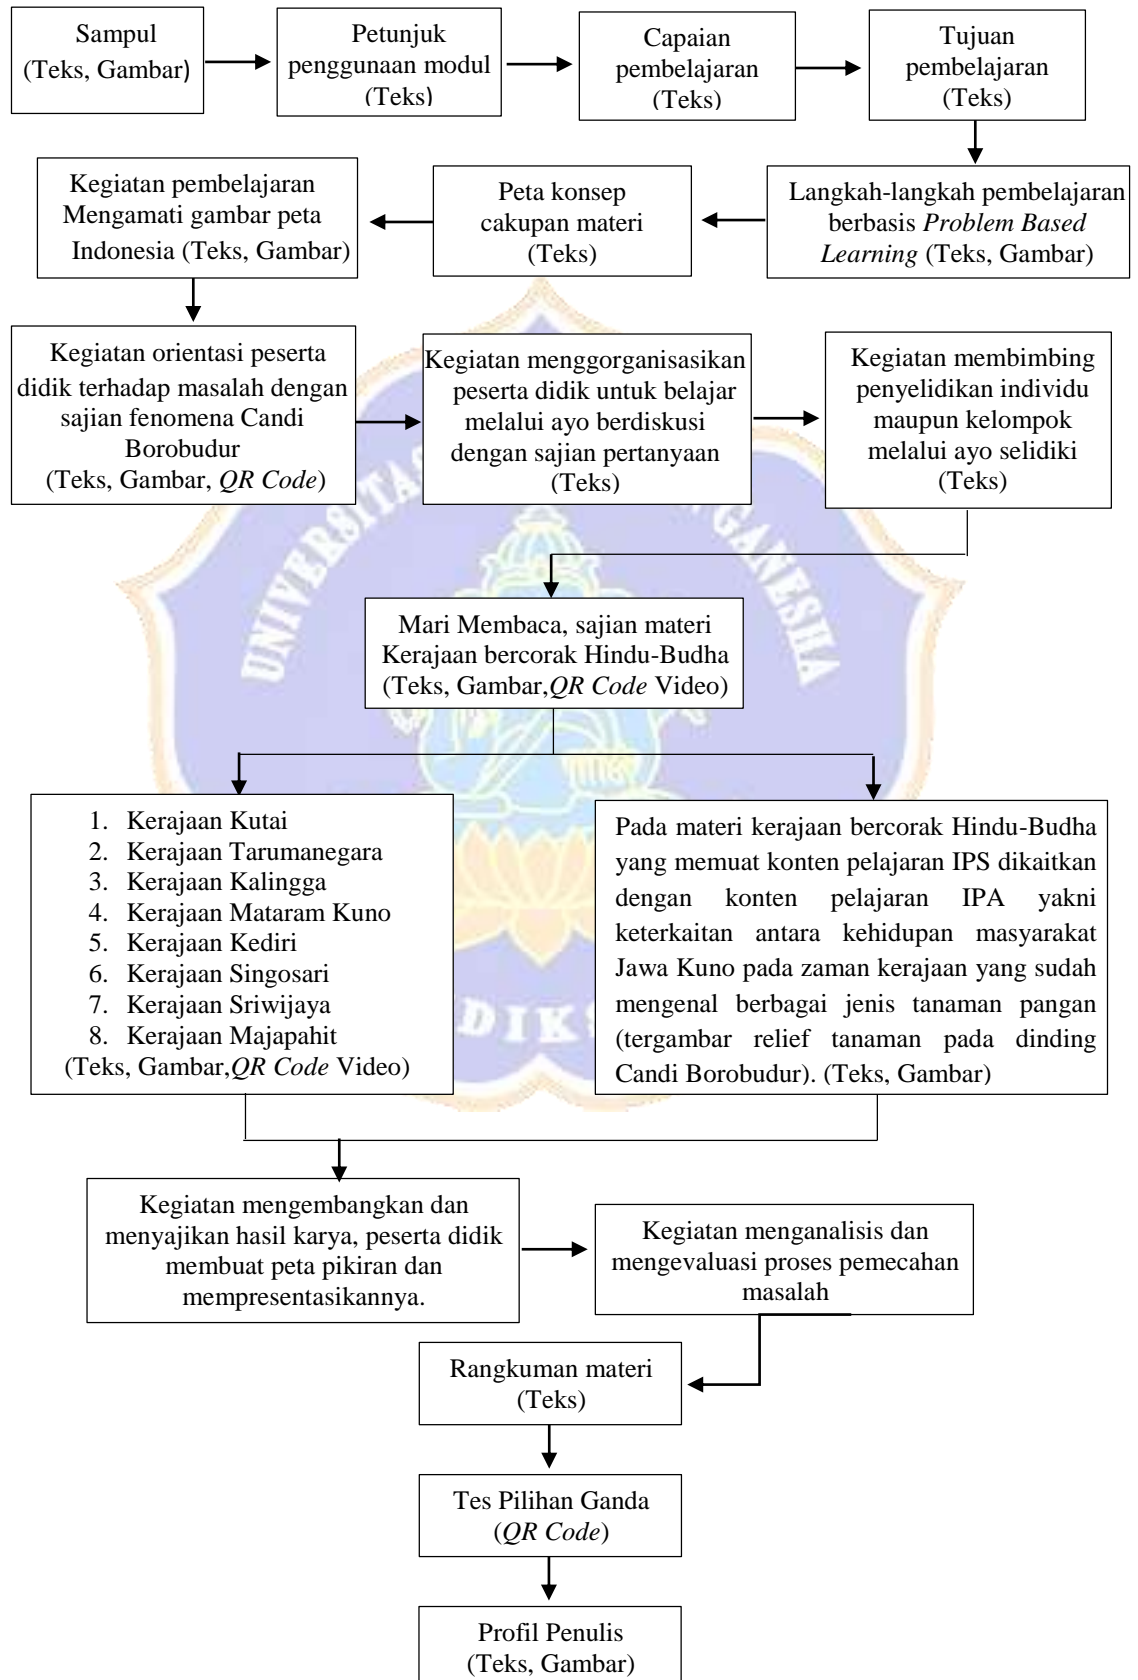 Sampul
(Teks, Gambar)
Petunjuk
penggunaan modul
(Teks)
Capaian
pembelajaran
(Teks)
Tujuan
pembelajaran
(Teks)
Langkah-langkah pembelajaran
berbasis Problem Based
Learning (Teks, Gambar)
Peta konsep
cakupan materi
(Teks)
Kegiatan pembelajaran
Mengamati gambar peta
Indonesia (Teks, Gambar)
Kegiatan orientasi peserta
didik terhadap masalah dengan
sajian fenomena Candi
Borobudur
(Teks, Gambar, QR Code)
Kegiatan menggorganisasikan
peserta didik untuk belajar
melalui ayo berdiskusi
dengan sajian pertanyaan
(Teks)
Kegiatan membimbing
penyelidikan individu
maupun kelompok
melalui ayo selidiki
(Teks)
Mari Membaca, sajian materi
Kerajaan bercorak Hindu-Budha
(Teks, Gambar,QR Code Video)
1. Kerajaan Kutai
2. Kerajaan Tarumanegara
3. Kerajaan Kalingga
4. Kerajaan Mataram Kuno
5. Kerajaan Kediri
6. Kerajaan Singosari
7. Kerajaan Sriwijaya
8. Kerajaan Majapahit
(Teks, Gambar,QR Code Video)
Pada materi kerajaan bercorak Hindu-Budha
yang memuat konten pelajaran IPS dikaitkan
dengan konten pelajaran IPA yakni
keterkaitan antara kehidupan masyarakat
Jawa Kuno pada zaman kerajaan yang sudah
mengenal berbagai jenis tanaman pangan
(tergambar relief tanaman pada dinding
Candi Borobudur). (Teks, Gambar)
Kegiatan mengembangkan dan
menyajikan hasil karya, peserta didik
membuat peta pikiran dan
mempresentasikannya.
Kegiatan menganalisis dan
mengevaluasi proses pemecahan
masalah
Rangkuman materi
(Teks)
Tes Pilihan Ganda
(QR Code)
Profil Penulis
(Teks, Gambar)